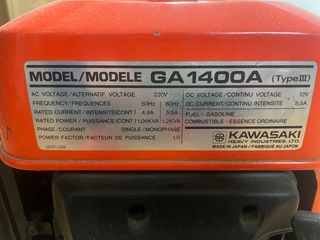 MODEL/MODELE GA1400A (Type III)
AC VOLTAGE/ALTERNATIF VOLTAGE 220V
FREQUENCY/FREQUENCES 50Hz 60Hz
RATED CURRENT/INTENSITE(CONT.) 4.8A 5.5A
RATED POWER/PUISSANCE(CONT.) 1.05KVA 1.2KVA
PHASE/COURANT SINGLE/MONOPHASE
POWER FACTOR/FACTEUR DE PUISSANCE 1.0
DC VOLTAGE/CONTINU VOLTAGE 12V
DC CURRENT/CONTINU INTENSITE 8.5A
FUEL: GASOLINE
COMBUSTIBLE: ESSENCE ORDINAIRE
KAWASAKI
HEAVY INDUSTRIES, LTD.
MADE IN JAPAN / FABRIQUE AU JAPON